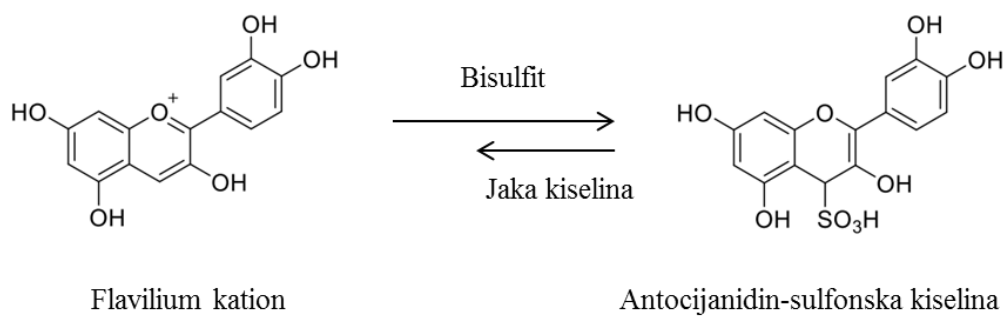 OH
OH
HO
O+
OH
OH
Bisulfit
Jaka kiselina
OH
OH
HO
O
OH
OH
SO₃H
Flavilium kation
Antocijanidin-sulfonska kiselina